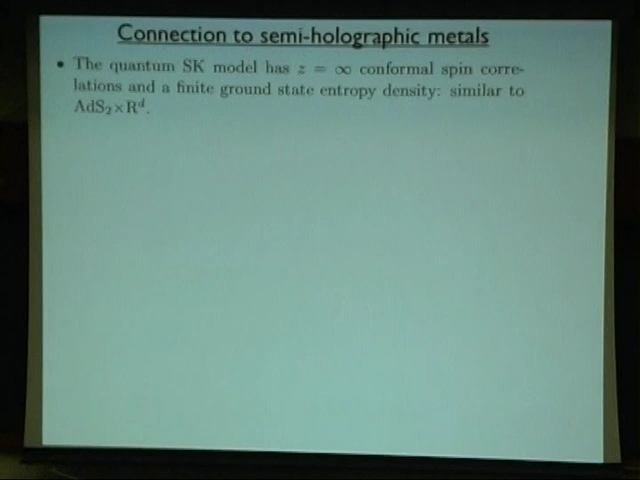 Connection to semi-holographic metals
• The quantum SK model has z = ∞ conformal spin corre-
lations and a finite ground state entropy density: similar to
AdS₂×Rᵈ.